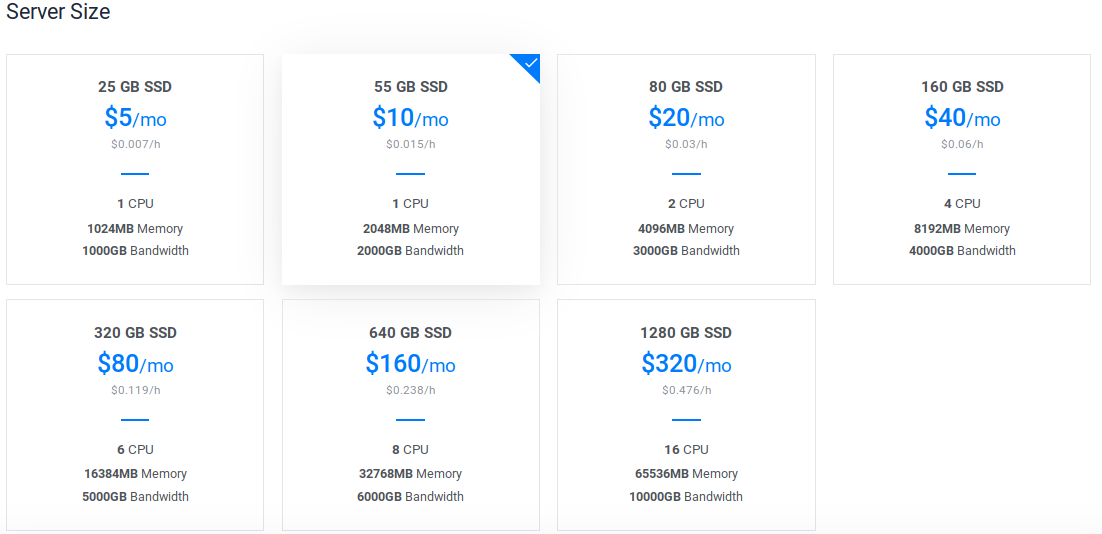 Server Size
25 GB SSD
$5/mo
$0.007/h
1 CPU
1024MB Memory
1000GB Bandwidth
55 GB SSD
$10/mo
$0.015/h
1 CPU
2048MB Memory
2000GB Bandwidth
80 GB SSD
$20/mo
$0.03/h
2 CPU
4096MB Memory
3000GB Bandwidth
160 GB SSD
$40/mo
$0.06/h
4 CPU
8192MB Memory
4000GB Bandwidth
320 GB SSD
$80/mo
$0.119/h
6 CPU
16384MB Memory
5000GB Bandwidth
640 GB SSD
$160/mo
$0.238/h
8 CPU
32768MB Memory
6000GB Bandwidth
1280 GB SSD
$320/mo
$0.476/h
16 CPU
65536MB Memory
10000GB Bandwidth